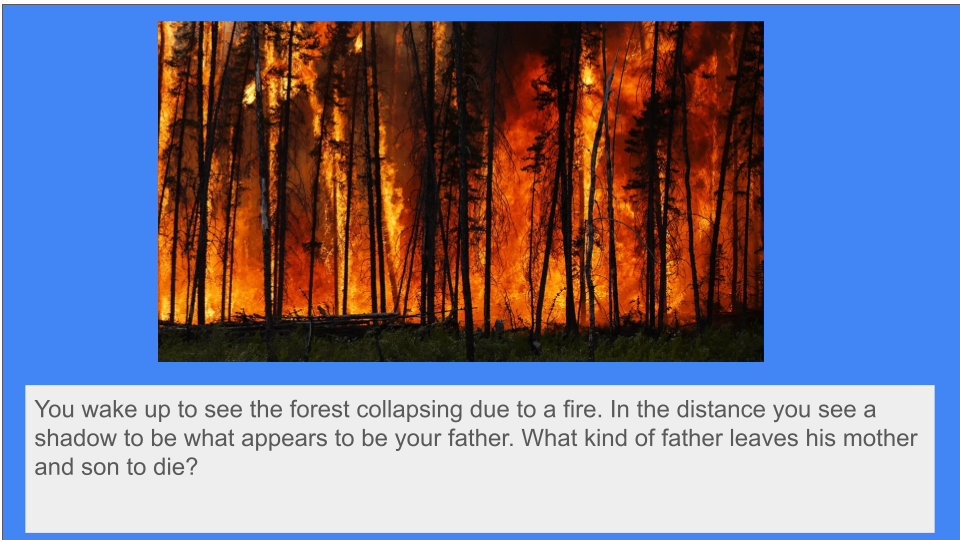 You wake up to see the forest collapsing due to a fire. In the distance you see a
shadow to be what appears to be your father. What kind of father leaves his mother
and son to die?